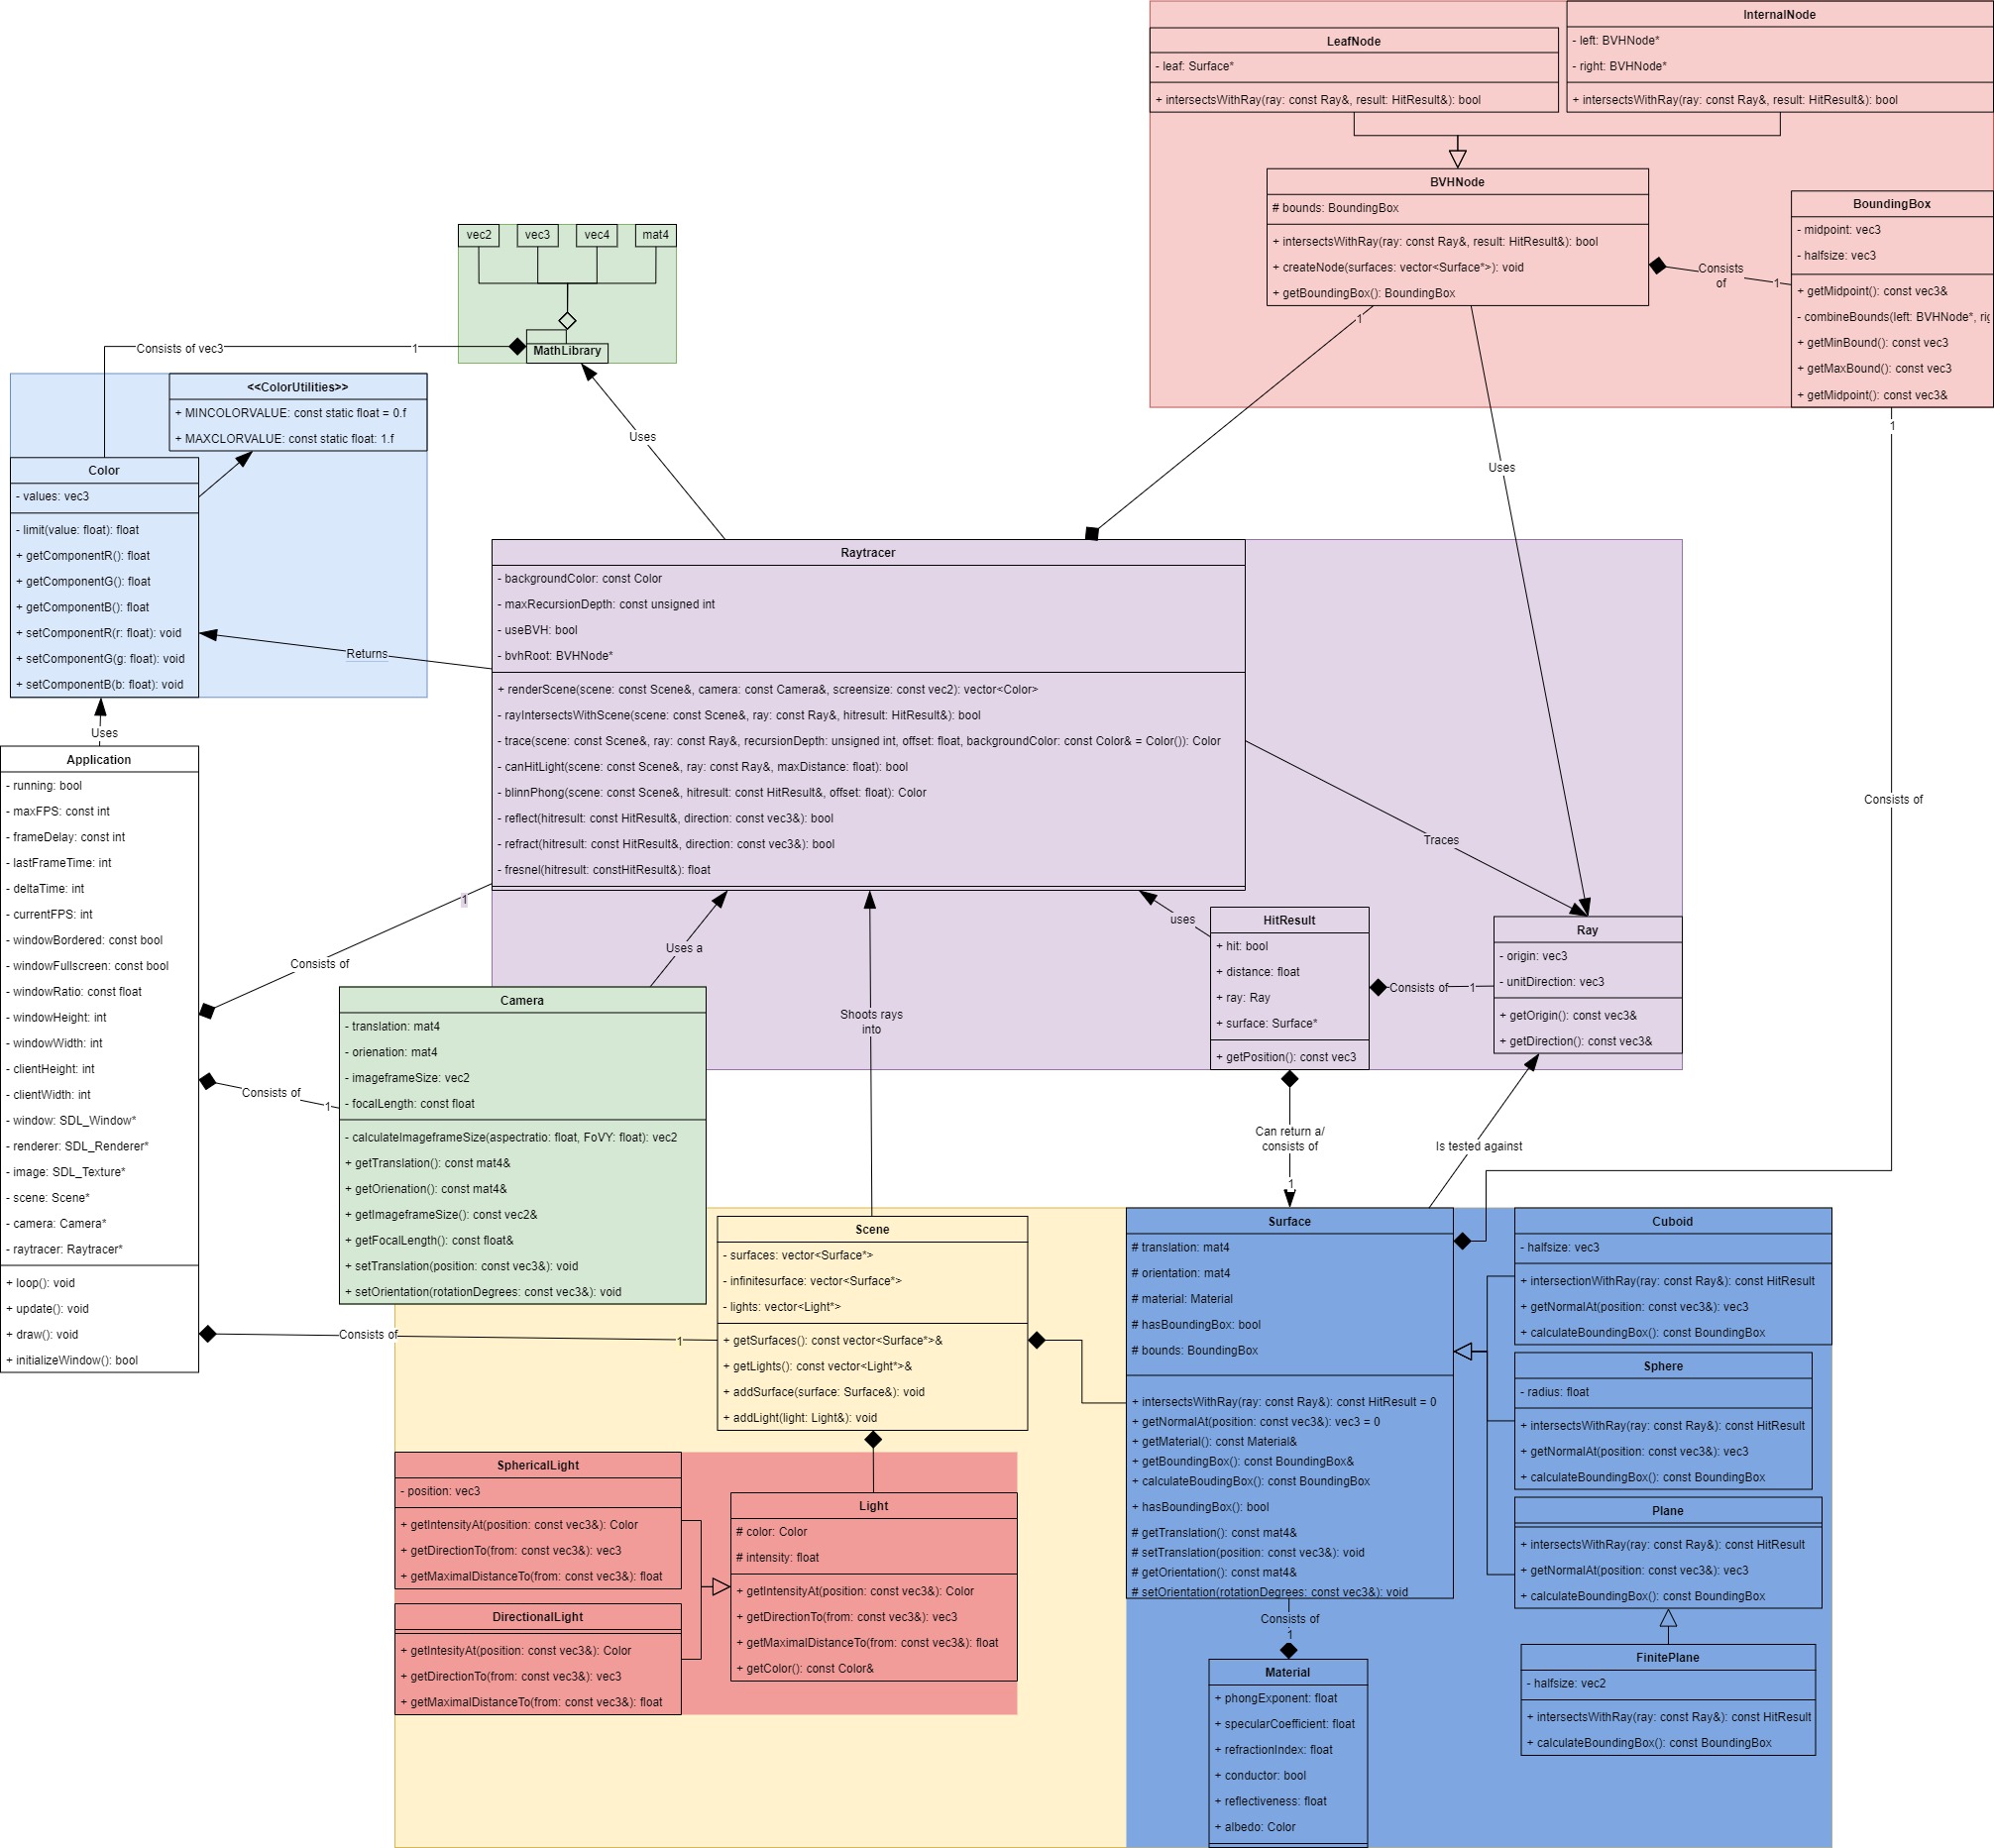 InternalNode
- left: BVHNode*
- right: BVHNode*
+ intersectsWithRay(ray: const Ray&, result: HitResult&): bool
LeafNode
- leaf: Surface*
+ intersectsWithRay(ray: const Ray&, result: HitResult&): bool
BVHNode
# bounds: BoundingBox
+ intersectsWithRay(ray: const Ray&, result: HitResult&): bool
+ createNode(surfaces: vector<Surface*>): void
+ getBoundingBox(): BoundingBox
Consists
of
1
BoundingBox
- midpoint: vec3
- halfsize: vec3
+ getMidpoint(): const vec3&
- combineBounds(left: BVHNode*, rig
+ getMinBound(): const vec3
+ getMaxBound(): const vec3
+ getMidpoint(): const vec3&
1
Consists of
1
Uses
vec2
vec3
vec4
mat4
MathLibrary
Consists of vec3
1
Uses
<<ColorUtilities>>
+ MINCOLORVALUE: const static float = 0.f
+ MAXCLORVALUE: const static float: 1.f
Color
- values: vec3
- limit(value: float): float
+ getComponentR(): float
+ getComponentG(): float
+ getComponentB(): float
+ setComponentR(r: float): void
+ setComponentG(g: float): void
+ setComponentB(b: float): void
Returns
Uses
Raytracer
- backgroundColor: const Color
- maxRecursionDepth: const unsigned int
- useBVH: bool
- bvhRoot: BVHNode*
+ renderScene(scene: const Scene&, camera: const Camera&, screensize: const vec2): vector<Color>
- rayIntersectsWithScene(scene: const Scene&, ray: const Ray&, hitresult: HitResult&): bool
- trace(scene: const Scene&, ray: const Ray&, recursionDepth: unsigned int, offset: float, backgroundColor: const Color& = Color()): Color
- canHitLight(scene: const Scene&, ray: const Ray&, maxDistance: float): bool
- blinnPhong(scene: const Scene&, hitresult: const HitResult&, offset: float): Color
- reflect(hitresult: const HitResult&, direction: const vec3&): bool
- refract(hitresult: const HitResult&, direction: const vec3&): bool
- fresnel(hitresult: constHitResult&): float
Traces
Application
- running: bool
- maxFPS: const int
- frameDelay: const int
- lastFrameTime: int
- deltaTime: int
- currentFPS: int
- windowBordered: const bool
- windowFullscreen: const bool
- windowRatio: const float
- windowHeight: int
- windowWidth: int
- clientHeight: int
- clientWidth: int
- window: SDL_Window*
- renderer: SDL_Renderer*
- image: SDL_Texture*
- scene: Scene*
- camera: Camera*
- raytracer: Raytracer*
+ loop(): void
+ update(): void
+ draw(): void
+ initializeWindow(): bool
1
Consists of
Consists of
1
Consists of
1
Uses a
Camera
- translation: mat4
- orienation: mat4
- imageframeSize: vec2
- focalLength: const float
- calculateImageframeSize(aspectratio: float, FoVY: float): vec2
+ getTranslation(): const mat4&
+ getOrienation(): const mat4&
+ getImageframeSize(): const vec2&
+ getFocalLength(): const float&
+ setTranslation(position: const vec3&): void
+ setOrientation(rotationDegrees: const vec3&): void
Shoots rays
into
uses
HitResult
+ hit: bool
+ distance: float
+ ray: Ray
+ surface: Surface*
+ getPosition(): const vec3
Consists of
1
Ray
- origin: vec3
- unitDirection: vec3
+ getOrigin(): const vec3&
+ getDirection(): const vec3&
Can return a/
consists of
1
Is tested against
Scene
- surfaces: vector<Surface*>
- infinitesurface: vector<Surface*>
- lights: vector<Light*>
+ getSurfaces(): const vector<Surface*>&
+ getLights(): const vector<Light*>&
+ addSurface(surface: Surface&): void
+ addLight(light: Light&): void
Surface
# translation: mat4
# orientation: mat4
# material: Material
# hasBoundingBox: bool
# bounds: BoundingBox
+ intersectsWithRay(ray: const Ray&): const HitResult = 0
+ getNormalAt(position: const vec3&): vec3 = 0
+ getMaterial(): const Material&
+ getBoundingBox(): const BoundingBox&
+ calculateBoudingBox(): const BoundingBox
+ hasBoundingBox(): bool
# getTranslation(): const mat4&
# setTranslation(position: const vec3&): void
# getOrientation(): const mat4&
# setOrientation(rotationDegrees: const vec3&): void
Consists of
1
Cuboid
- halfsize: vec3
+ intersectionWithRay(ray: const Ray&): const HitResult
+ getNormalAt(position: const vec3&): vec3
+ calculateBoundingBox(): const BoundingBox
Sphere
- radius: float
+ intersectsWithRay(ray: const Ray&): const HitResult
+ getNormalAt(position: const vec3&): vec3
+ calculateBoundingBox(): const BoundingBox
Plane
+ intersectsWithRay(ray: const Ray&): const HitResult
+ getNormalAt(position: const vec3&): vec3
+ calculateBoundingBox(): const BoundingBox
FinitePlane
- halfsize: vec2
+ intersectsWithRay(ray: const Ray&): const HitResult
+ calculateBoundingBox(): const BoundingBox
SphericalLight
- position: vec3
+ getIntensityAt(position: const vec3&): Color
+ getDirectionTo(from: const vec3&): vec3
+ getMaximalDistanceTo(from: const vec3&): float
DirectionalLight
+ getIntesityAt(position: const vec3&): Color
+ getDirectionTo(from: const vec3&): vec3
+ getMaximalDistanceTo(from: const vec3&): float
Light
# color: Color
# intensity: float
+ getIntensityAt(position: const vec3&): Color
+ getDirectionTo(from: const vec3&): vec3
+ getMaximalDistanceTo(from: const vec3&): float
+ getColor(): const Color&
Material
+ phongExponent: float
+ specularCoefficient: float
+ refractionIndex: float
+ conductor: bool
+ reflectiveness: float
+ albedo: Color